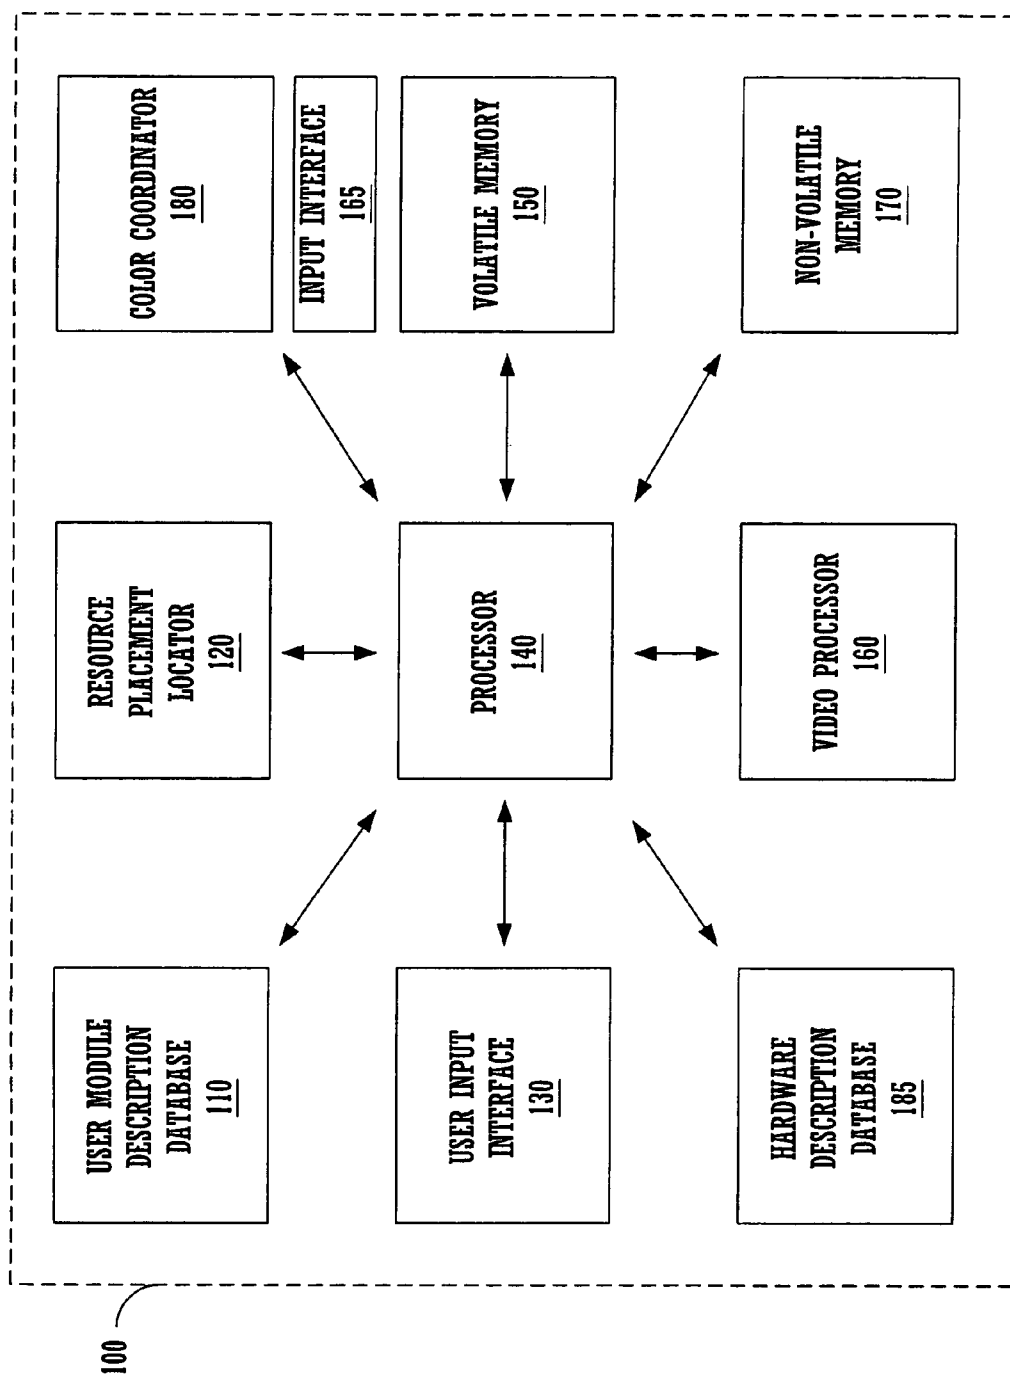 100
USER MODULE
DESCRIPTION
DATABASE
110
RESOURCE
PLACEMENT
LOCATOR
120
COLOR COORDINATOR
180
INPUT INTERFACE
165
USER INPUT
INTERFACE
130
PROCESSOR
140
VOLATILE MEMORY
150
HARDWARE
DESCRIPTION
DATABASE
185
VIDEO PROCESSOR
160
NON-VOLATILE
MEMORY
170